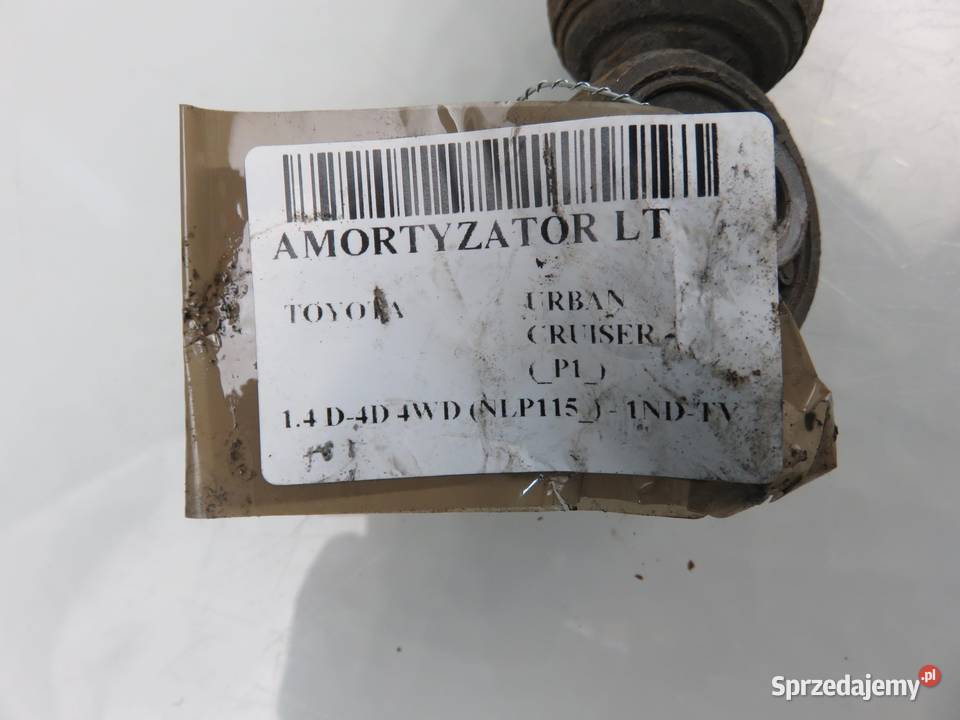 AMORTYZATOR LT
TOYOTA URBAN
CRUISER
(_P1_)
1.4 D-4D 4WD (NLP115_) - 1ND-TV
Sprzedajemy.pl